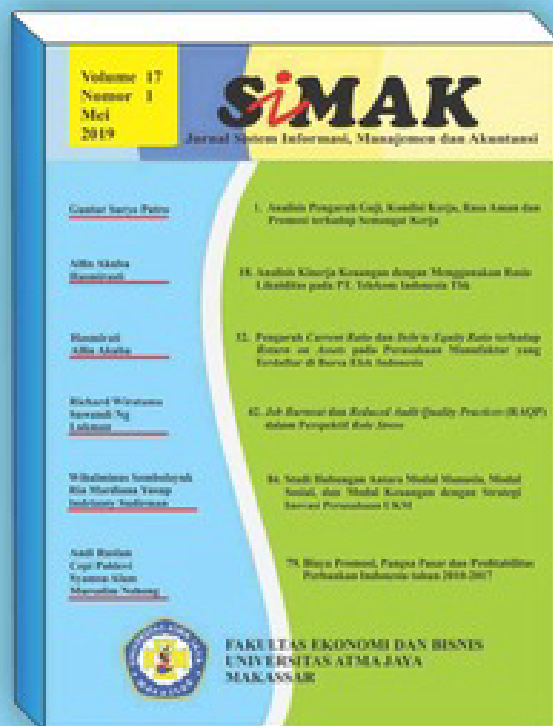 Volume 17
Nomor 1
Mei
2019
SiMAK
Jurnal Sistem Informasi, Manajemen dan Akuntansi
Guntur Surya Putra
1. Analisis Pengaruh Gaji, Kondisi Kerja, Rasa Aman dan
Promosi terhadap Semangat Kerja
Alfin Akuba
Hasmirati
18. Analisis Kinerja Keuangan dengan Menggunakan Rasio
Likuiditas pada PT. Telekom Indonesia Tbk
Hasmirati
Alfin Akuba
32. Pengaruh Current Ratio dan Debt to Equity Ratio terhadap
Return on Assets pada Perusahaan Manufaktur yang
Terdaftar di Bursa Efek Indonesia
Richard Wiratama
Suwandi Ng
Lukman
42. Job Burnout dan Reduced Audit Quality Practices (RAQP)
dalam Perspektif Role Stress
Wihalminus Sombolayuk
Ria Mardiana Yusuf
Indrianty Sudirman
Studi Hubungan Antara Modal Manusia, Modal
Sosial, dan Modal Keuangan dengan Strategi
Inovasi Perusahaan UKM
Andi Ruslan
Cepi Pahlevi
Syamsu Alam
Mursalim Nohong
79. Biaya Promosi, Pangsa Pasar dan Profitabilitas
Perbankan Indonesia tahun 2010-2017
FAKULTAS EKONOMI DAN BISNIS
UNIVERSITAS ATMA JAYA
MAKASSAR